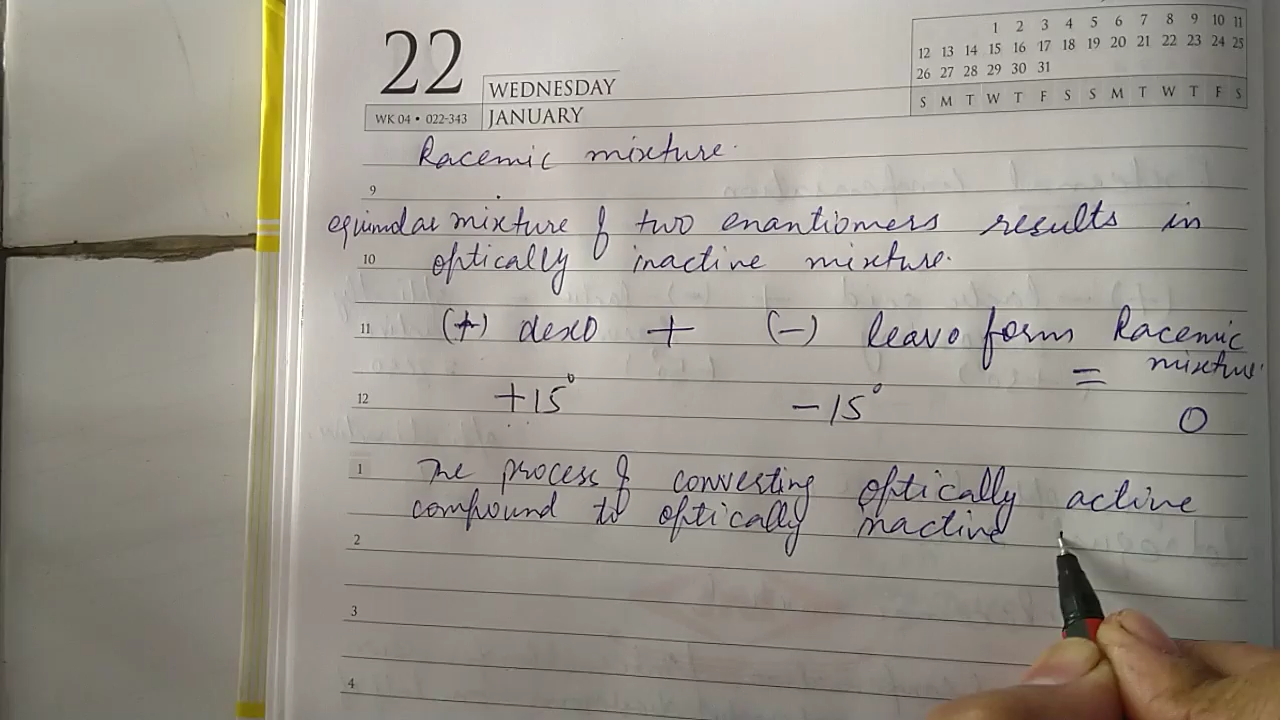 22
WEDNESDAY
WK 04 • 022-343
JANUARY
1 2 3 4 5 6 7 8 9 10 11
12 13 14 15 16 17 18 19 20 21 22 23 24 25
26 27 28 29 30 31
S M T W T F S S M T W T F S
Racemic mixture.
9
equimolar mixture of two enantiomers results in
10 optically inactive mixture.
11 (+) dexo + (-) leavo forms Racemic
= mixture.
12 +15° -15° 0
1 The process of converting optically active
compound to optically inactive
2
3
4